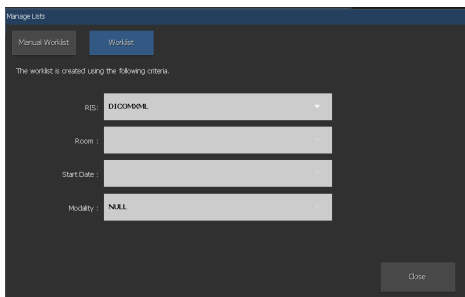 Manage Lists
Manual Worklist Worklist
The worklist is created using the following criteria.
RIS: DICOMXML
Room :
Start Date :
Modality : NULL
Close